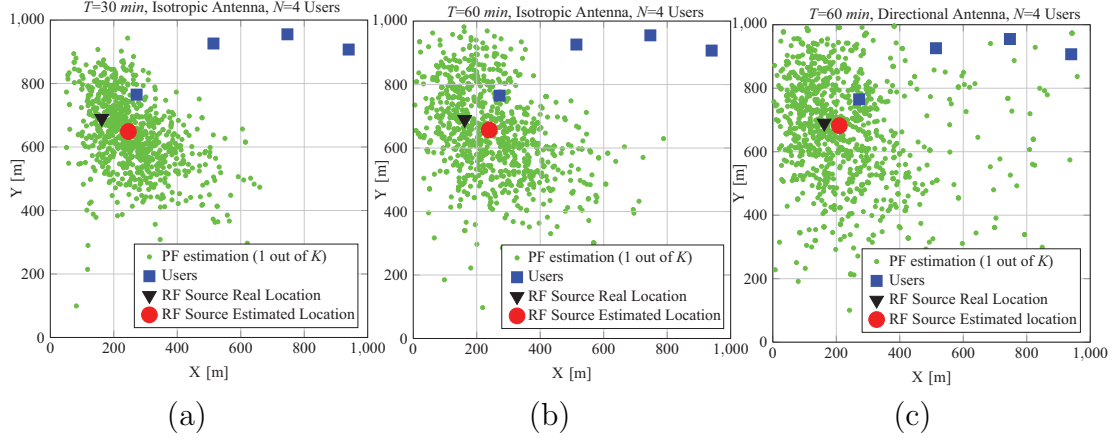 T=30 min, Isotropic Antenna, N=4 Users
1,000
800
600
400
200
0
Y [m]
PF estimation (1 out of K)
Users
RF Source Real Location
RF Source Estimated Location
0 200 400 600 800 1,000
X [m]
(a)
T=60 min, Isotropic Antenna, N=4 Users
1,000
800
600
400
200
0
Y [m]
PF estimation (1 out of K)
Users
RF Source Real Location
RF Source Estimated Location
0 200 400 600 800 1,000
X [m]
(b)
T=60 min, Directional Antenna, N=4 Users
1,000
800
600
400
200
0
Y [m]
PF estimation (1 out of K)
Users
RF Source Real Location
RF Source Estimated location
0 200 400 600 800 1,000
X [m]
(c)